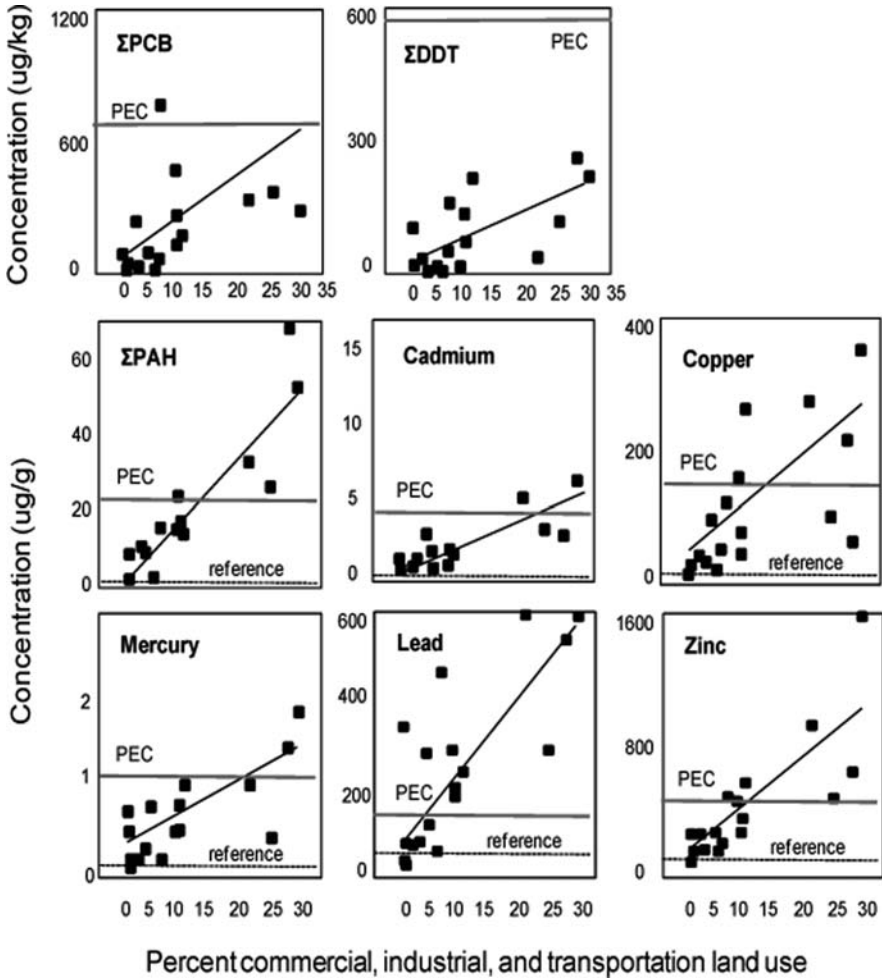 Concentration (ug/kg)
1200
600
0
ΣPCB
PEC
0 5 10 15 20 25 30 35
600
300
0
ΣDDT
PEC
0 5 10 15 20 25 30 35
Concentration (ug/g)
60
40
20
0
ΣPAH
PEC
reference
15
10
5
0
Cadmium
PEC
400
200
0
Copper
PEC
2
1
0
Mercury
PEC
reference
0 5 10 15 20 25 30
600
400
200
0
Lead
PEC
reference
0 5 10 15 20 25 30
1600
800
0
Zinc
PEC
0 5 10 15 20 25 30
Percent commercial, industrial, and transportation land use